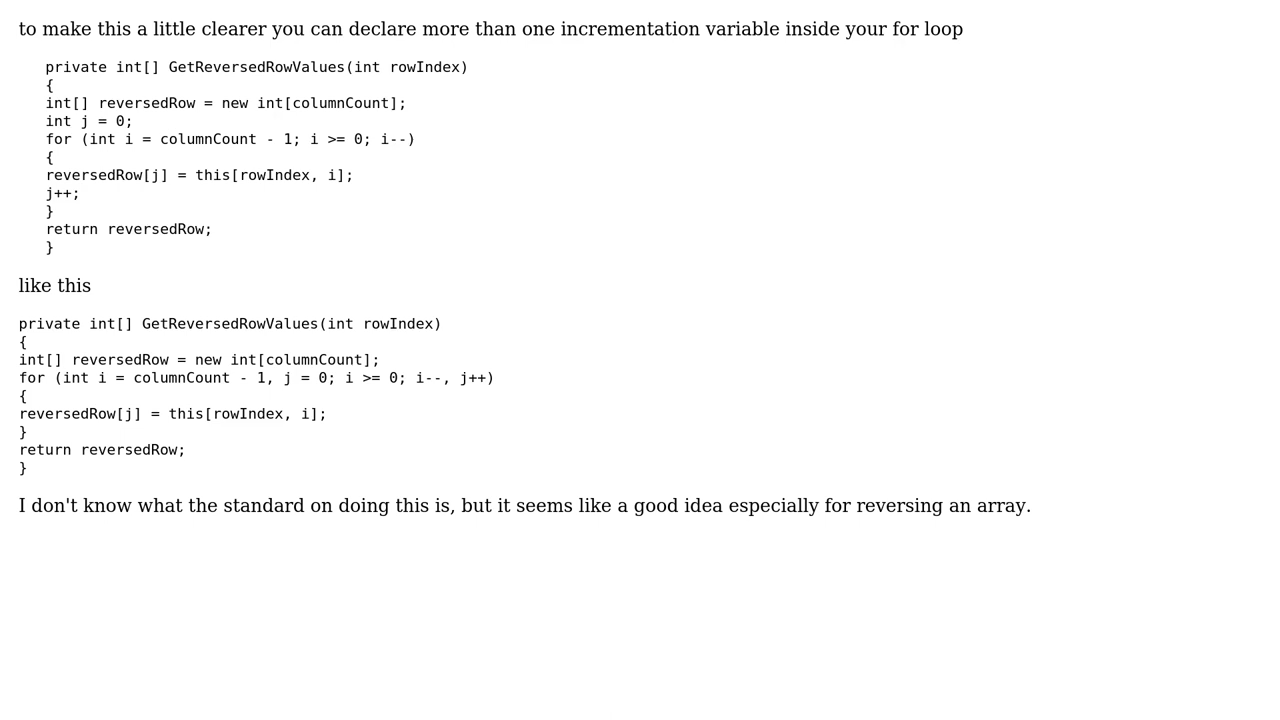 to make this a little clearer you can declare more than one incrementation variable inside your for loop
private int[] GetReversedRowValues(int rowIndex)
{
int[] reversedRow = new int[columnCount];
int j = 0;
for (int i = columnCount - 1; i >= 0; i--)
{
reversedRow[j] = this[rowIndex, i];
j++;
}
return reversedRow;
}
like this
private int[] GetReversedRowValues(int rowIndex)
{
int[] reversedRow = new int[columnCount];
for (int i = columnCount - 1, j = 0; i >= 0; i--, j++)
{
reversedRow[j] = this[rowIndex, i];
}
return reversedRow;
}
I don't know what the standard on doing this is, but it seems like a good idea especially for reversing an array.